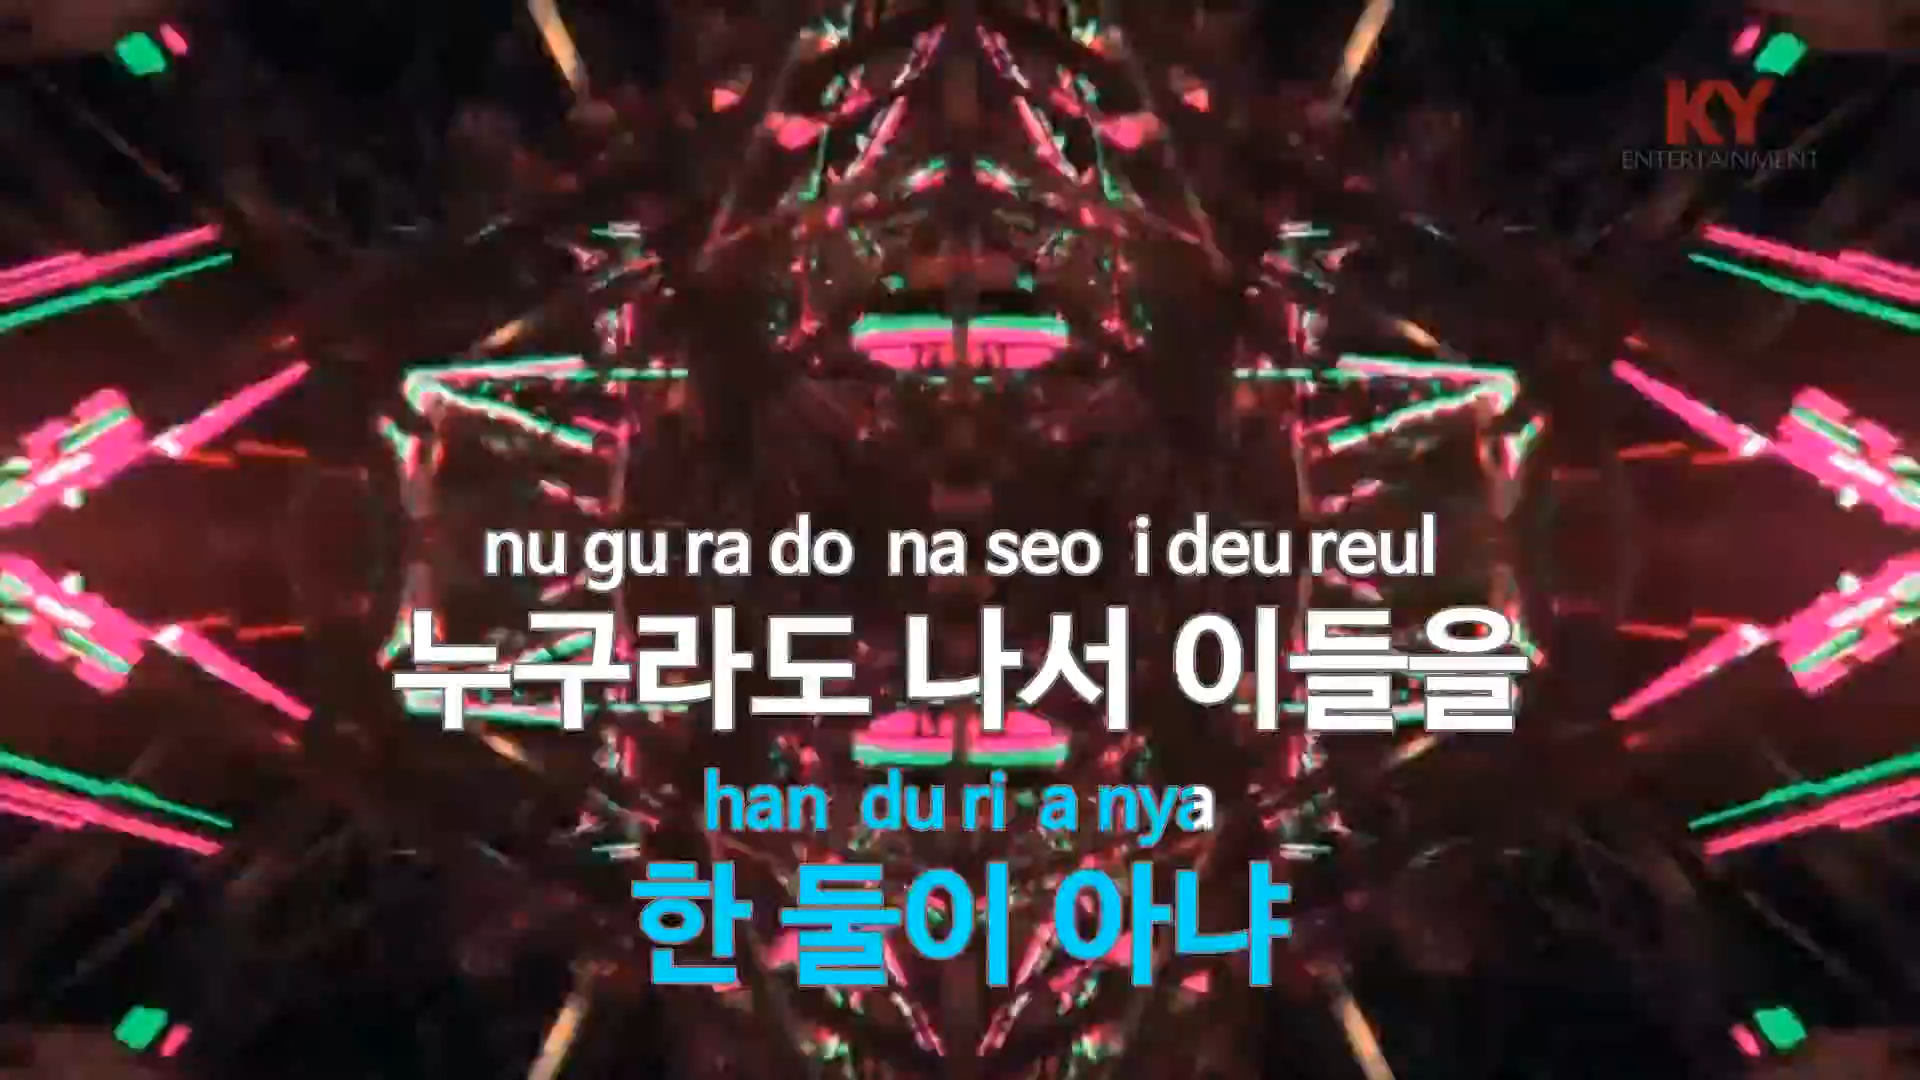 KY
ENTERTAINMENT
nu gu ra do na seo i deu reul
누구라도 나서 이들을
han du ri a nya
한 둘이 아냐